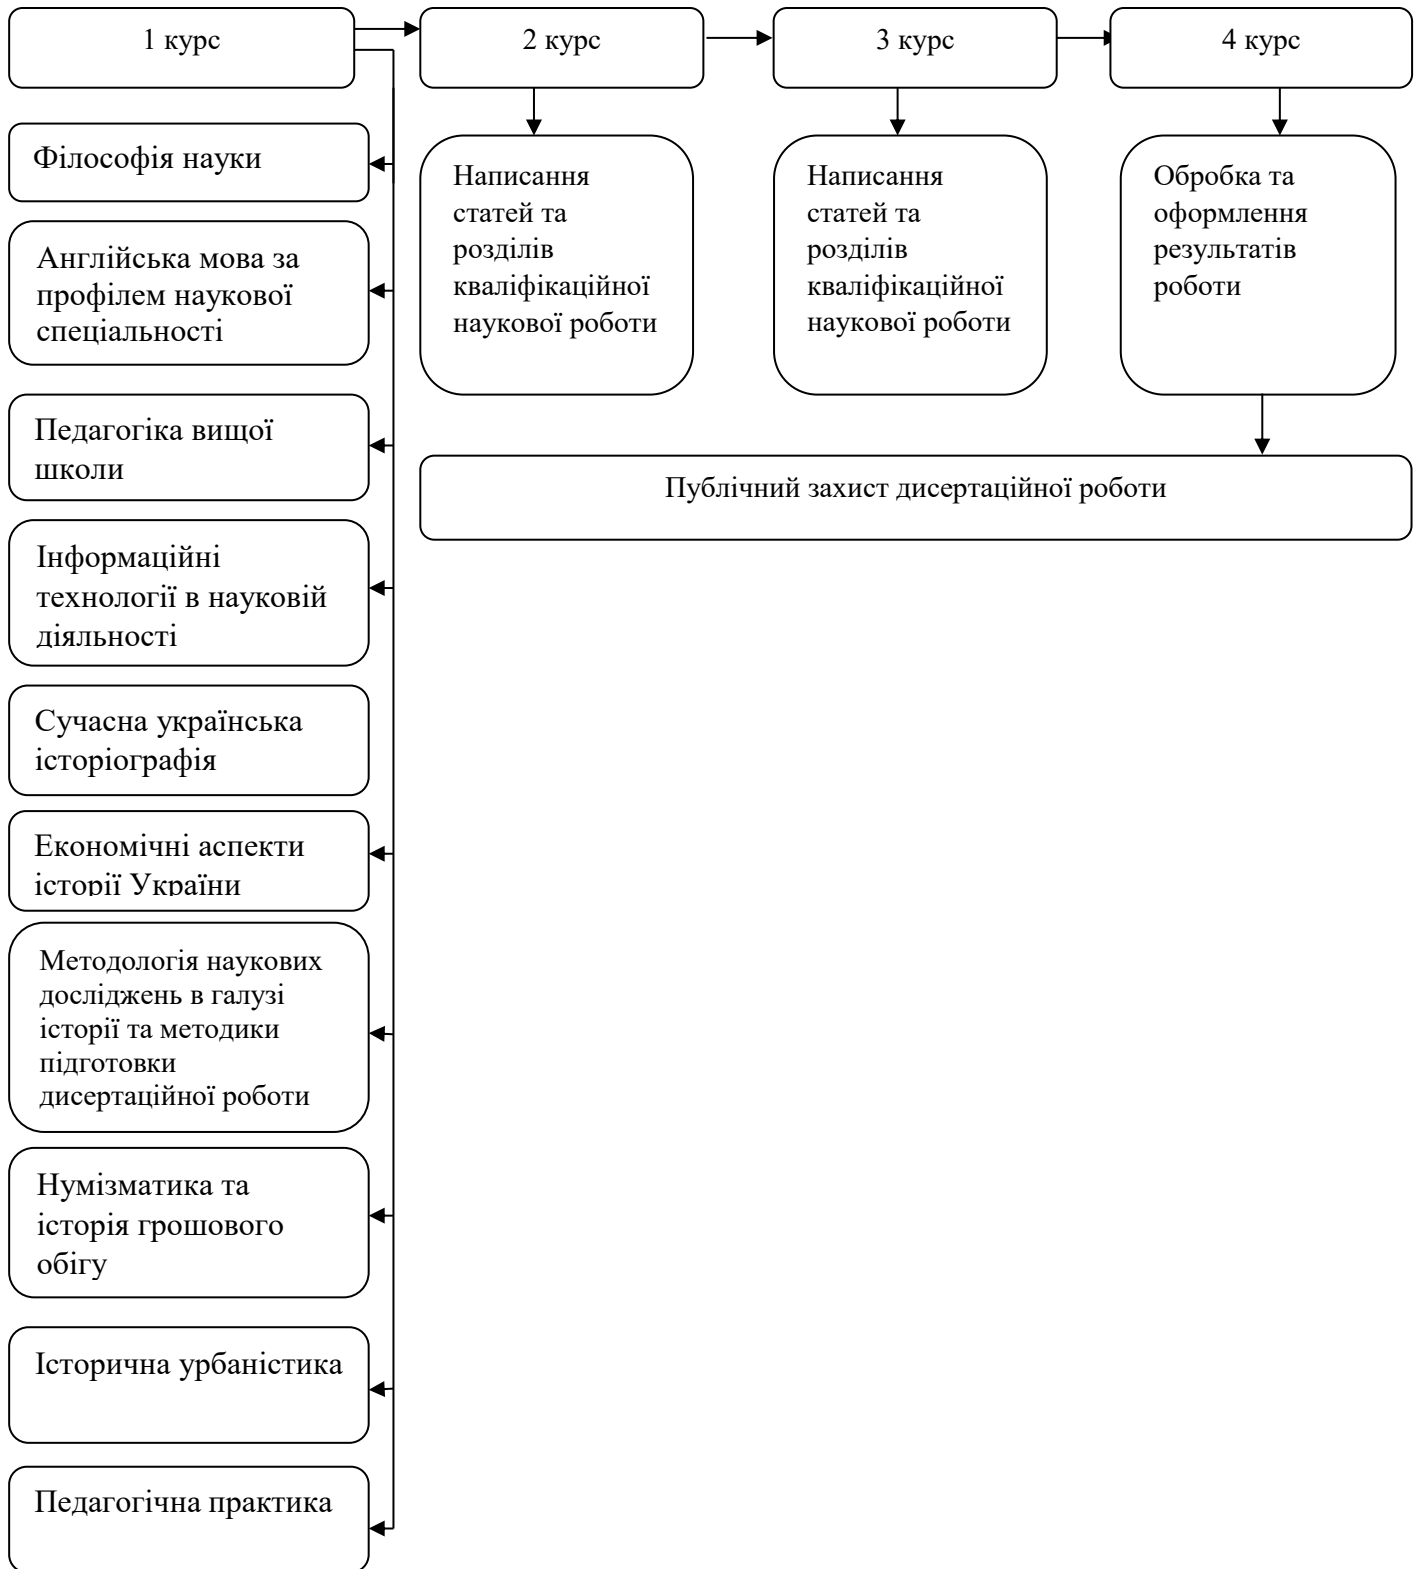 1 курс
2 курс
3 курс
4 курс
Філософія науки
Англійська мова за
профілем наукової
спеціальності
Педагогіка вищої
школи
Інформаційні
технології в науковій
діяльності
Сучасна українська
історіографія
Економічні аспекти
історії України
Методологія наукових
досліджень в галузі
історії та методики
підготовки
дисертаційної роботи
Нумізматика та
історія грошового
обігу
Історична урбаністика
Педагогічна практика
Написання
статей та
розділів
кваліфікаційної
наукової роботи
Написання
статей та
розділів
кваліфікаційної
наукової роботи
Обробка та
оформлення
результатів
роботи
Публічний захист дисертаційної роботи